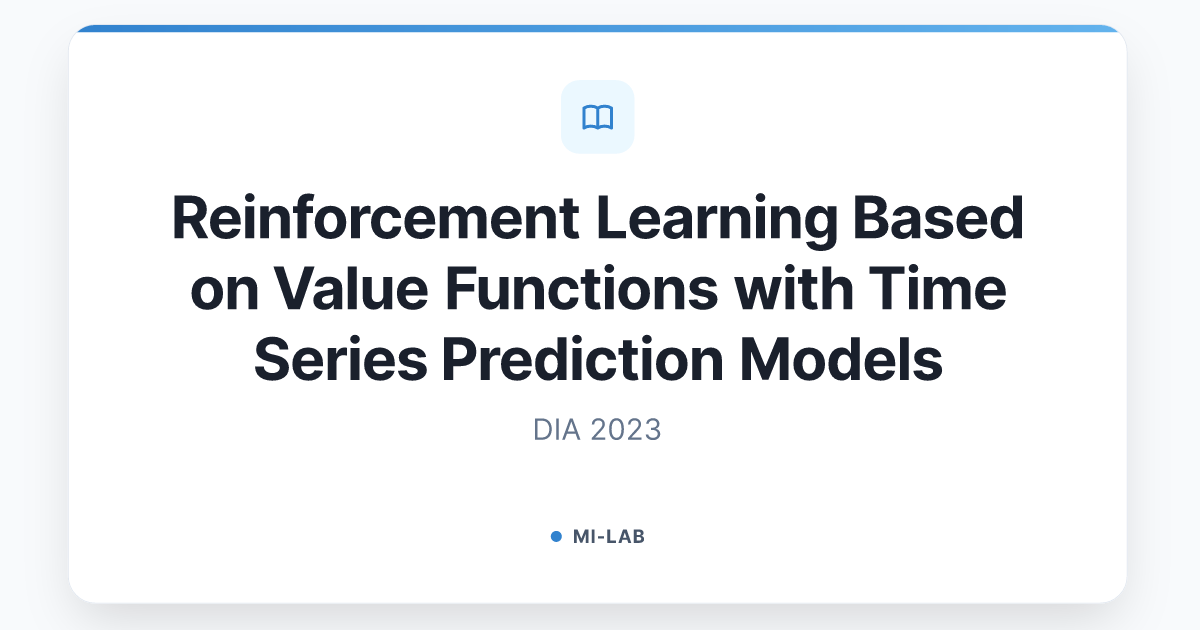 Reinforcement Learning Based
on Value Functions with Time
Series Prediction Models
DIA 2023
MI-LAB